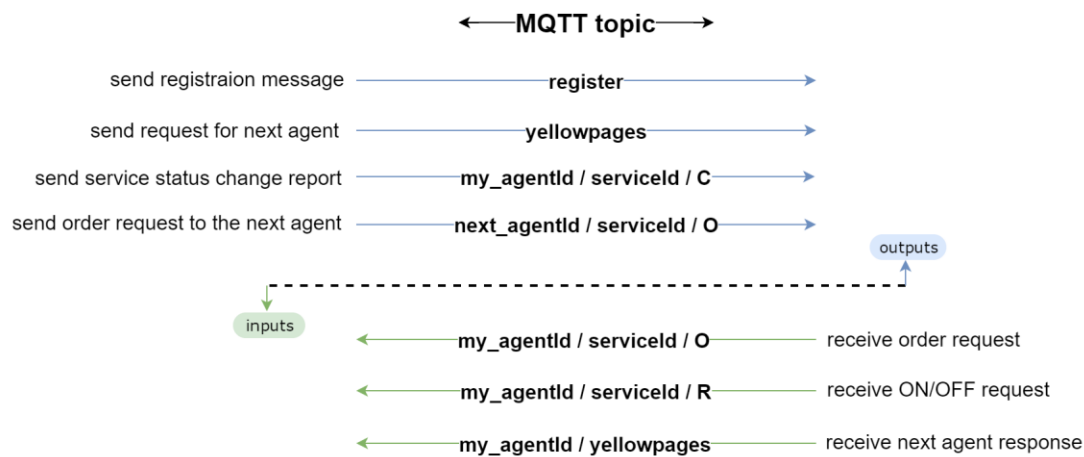 MQTT topic
send registraion message register
send request for next agent yellowpages
send service status change report my_agentId / serviceId / C
send order request to the next agent next_agentId / serviceId / O
outputs
inputs
my_agentId / serviceId / O receive order request
my_agentId / serviceId / R receive ON/OFF request
my_agentId / yellowpages receive next agent response